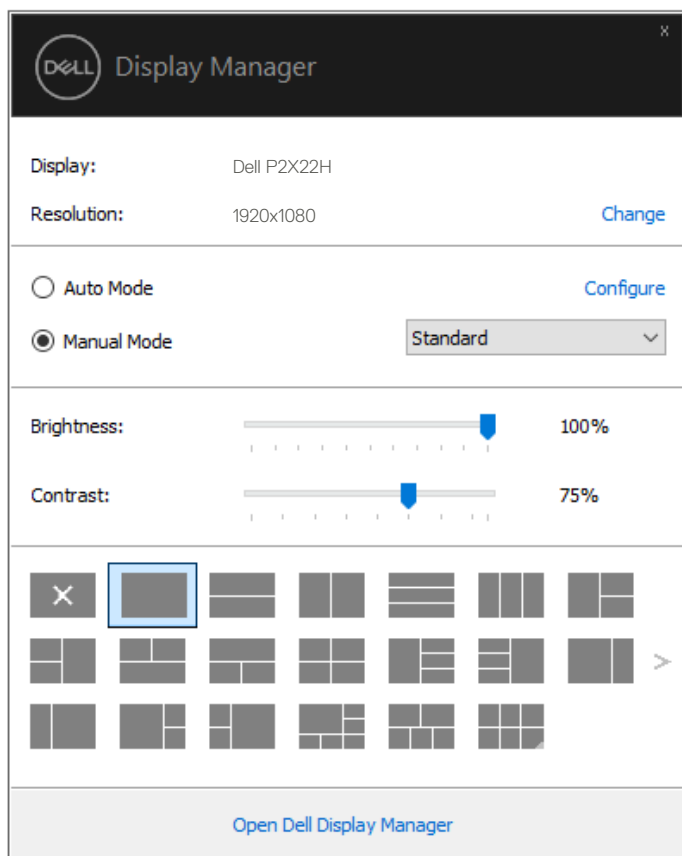 x
DELL Display Manager
Display: Dell P2X22H
Resolution: 1920x1080 Change
Auto Mode Configure
Manual Mode Standard
Brightness: 100%
Contrast: 75%
Open Dell Display Manager